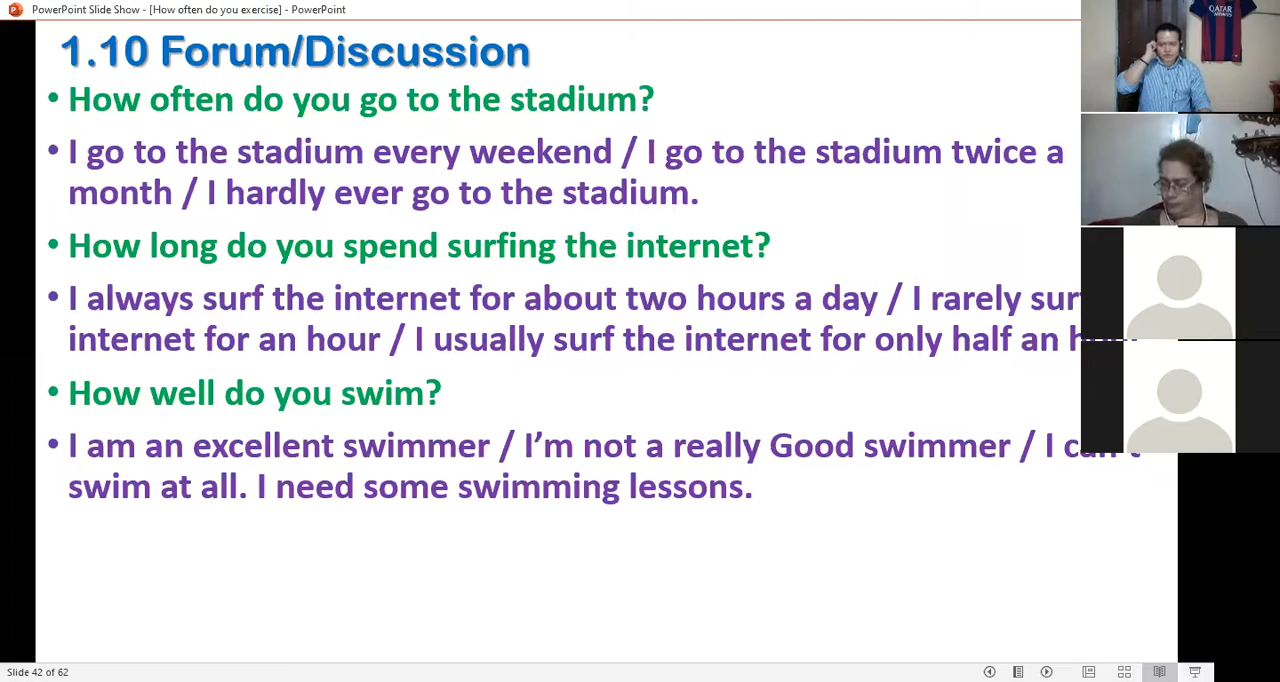 PowerPoint Slide Show - [How often do you exercise] - PowerPoint
QATAR
AIRWAYS
1.10 Forum/Discussion
• How often do you go to the stadium?
• I go to the stadium every weekend / I go to the stadium twice a
month / I hardly ever go to the stadium.
• How long do you spend surfing the internet?
• I always surf the internet for about two hours a day / I rarely
internet for an hour / I usually surf the internet for only half an
• How well do you swim?
• I am an excellent swimmer / I'm not a really Good swimmer / I can't
swim at all. I need some swimming lessons.
Slide 42 of 62